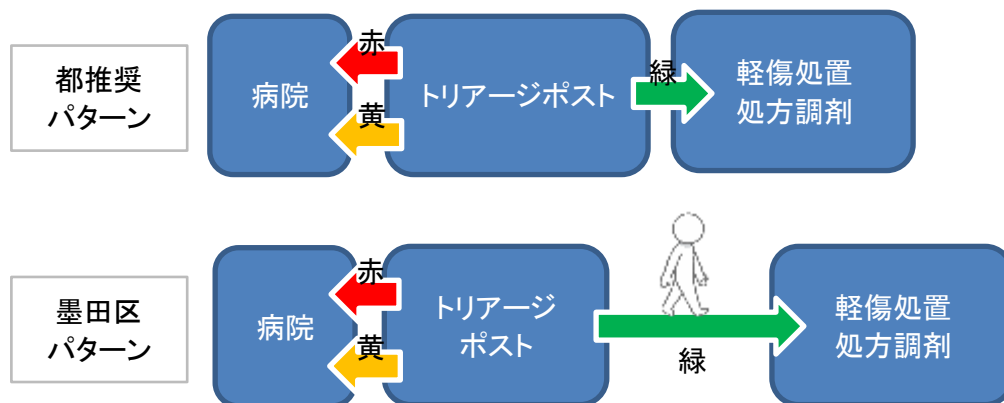 都推奨
パターン
病院
赤
黄
トリアージポスト
緑
軽傷処置
処方調剤
墨田区
パターン
病院
赤
黄
トリアージ
ポスト
緑
軽傷処置
処方調剤